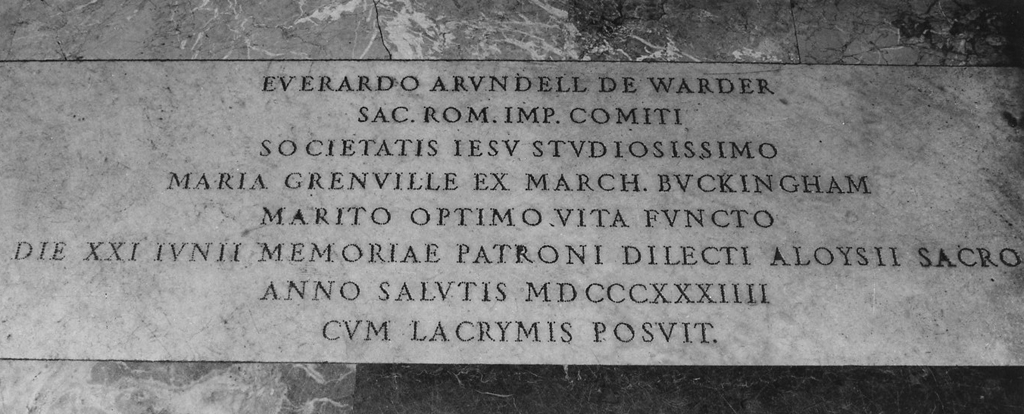 EVERARDO ARVNDELL DE WARDER
SAC. ROM. IMP. COMITI
SOCIETATIS IESV STVDIOSISSIMO
MARIA GRENVILLE EX MARCH. BVCKINGHAM
MARITO OPTIMO VITA FVNCTO
DIE XXI IVNII MEMORIAE PATRONI DILECTI ALOYSII SACRO
ANNO SALVTIS MDCCCXXXIIII
CVM LACRYMIS POSVIT.